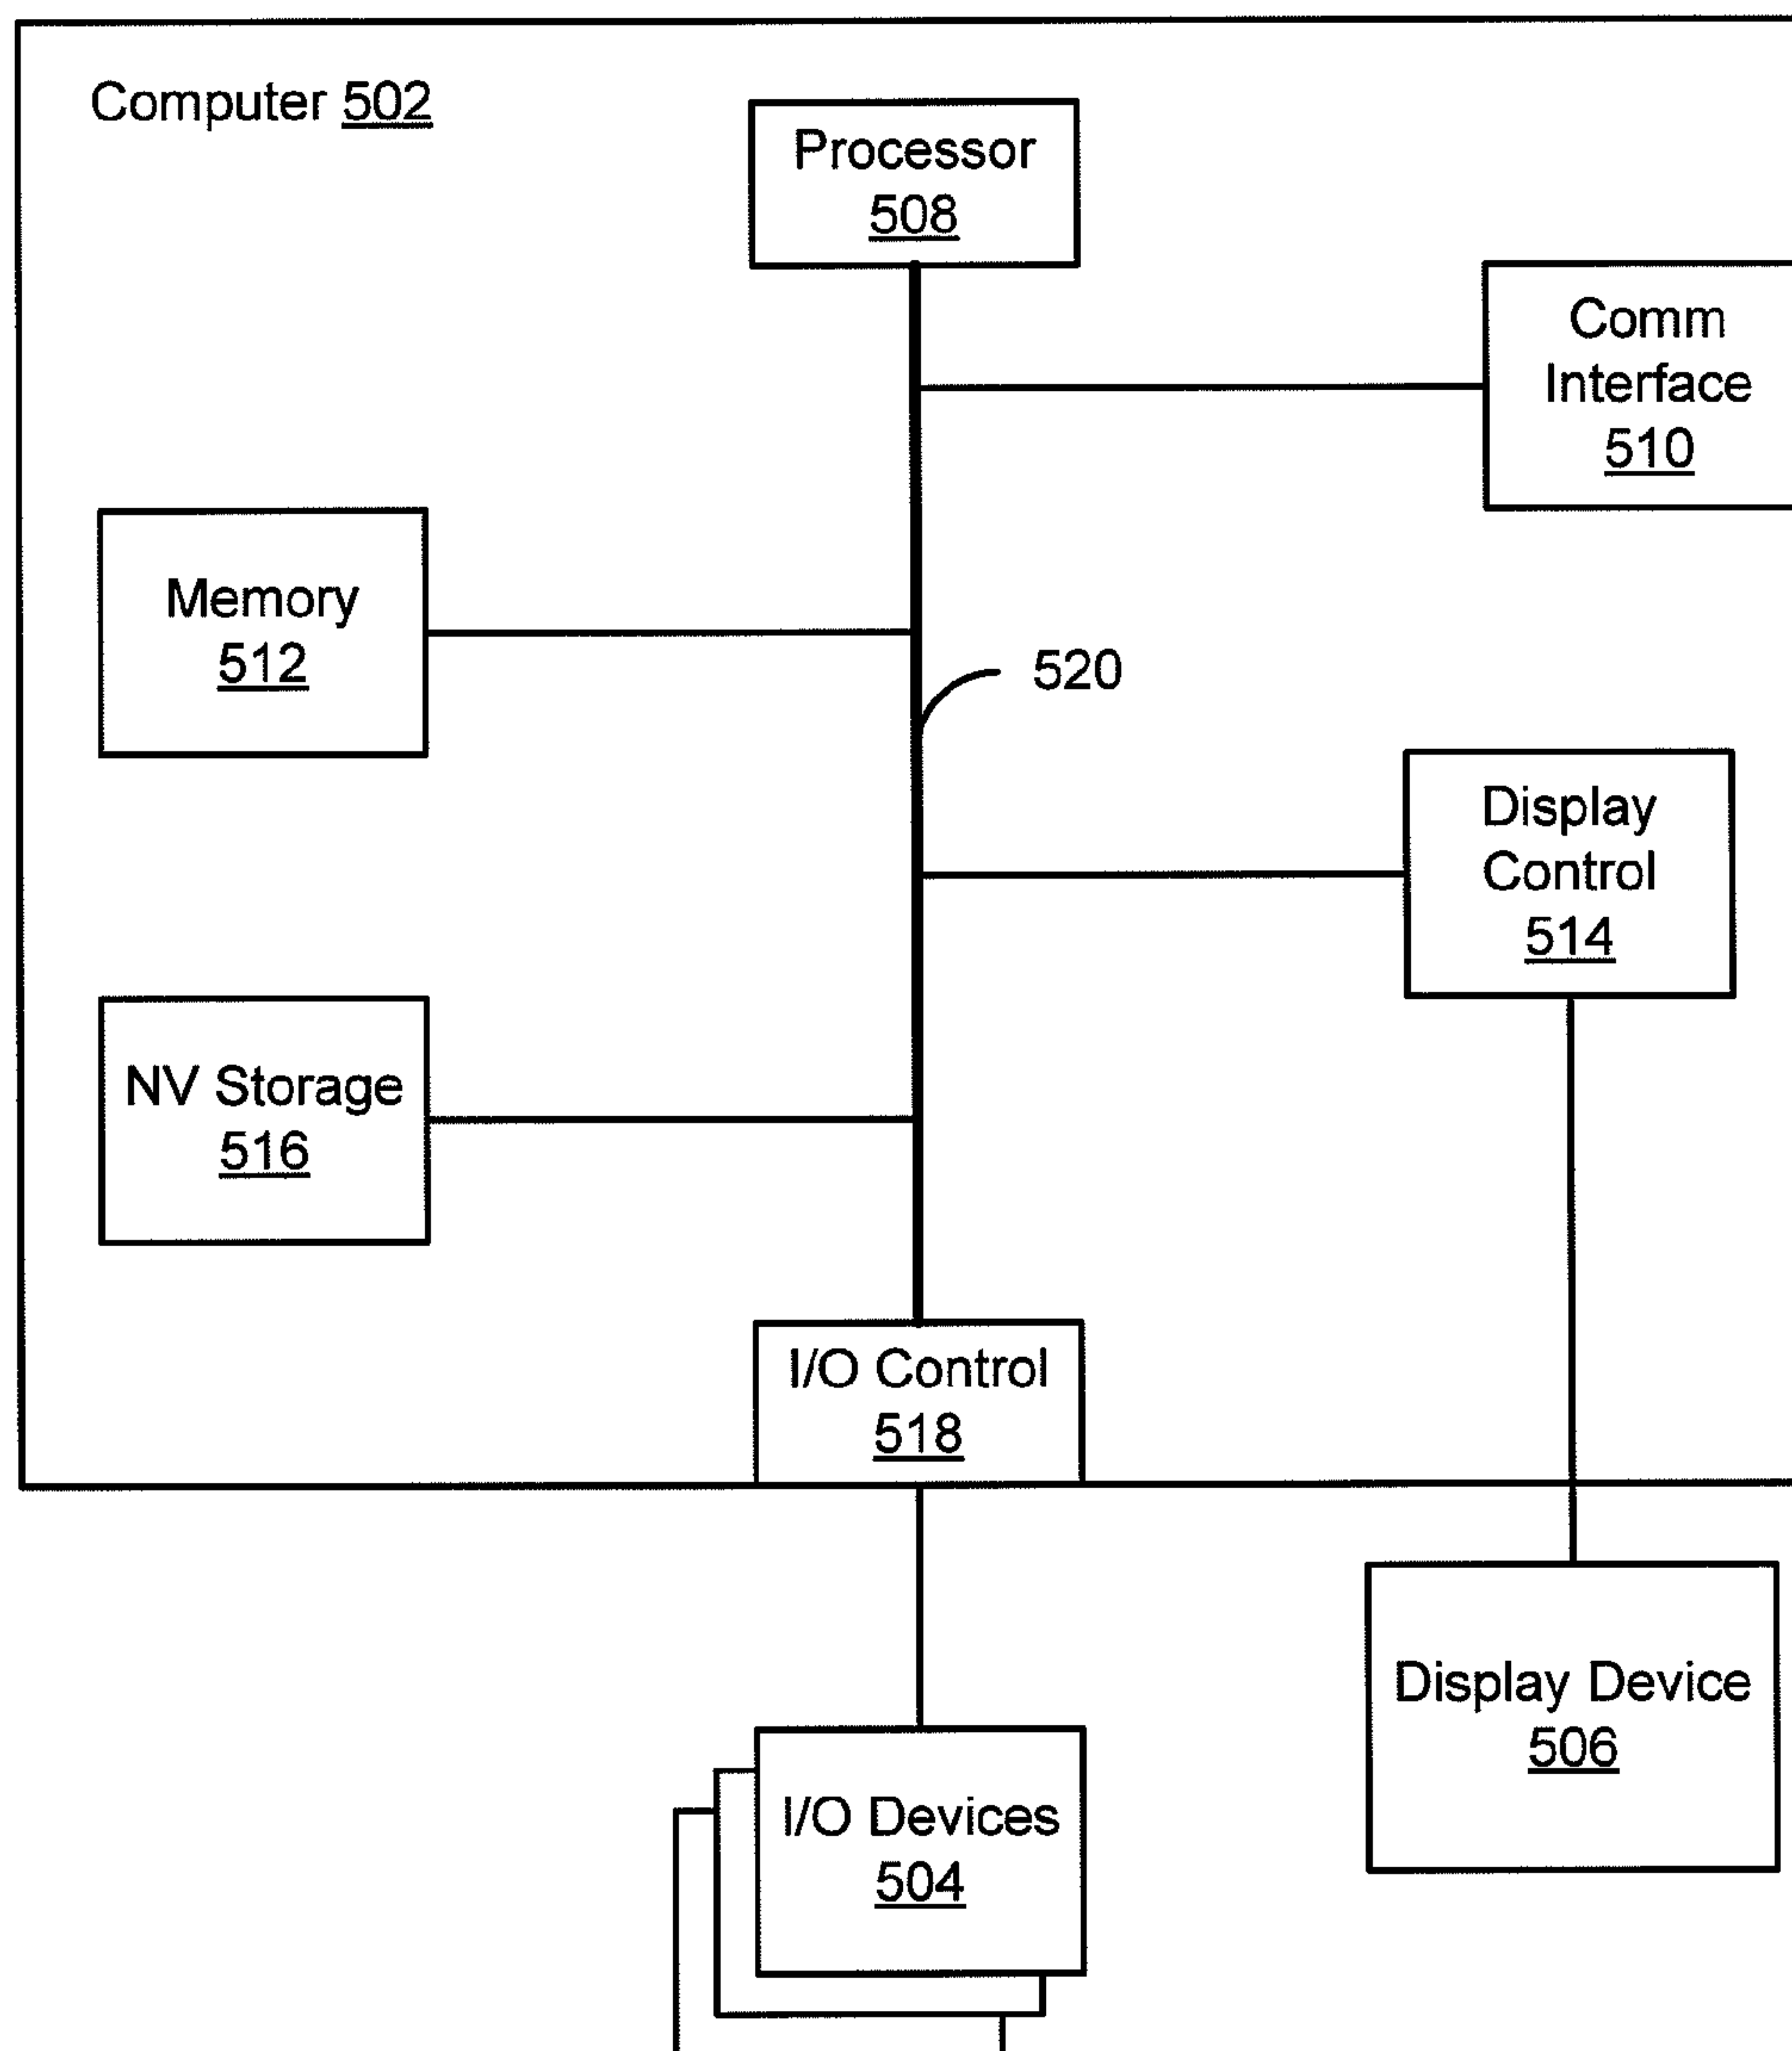 Computer 502
Processor
508
Comm
Interface
510
Memory
512
520
Display
Control
514
NV Storage
516
I/O Control
518
Display Device
506
I/O Devices
504